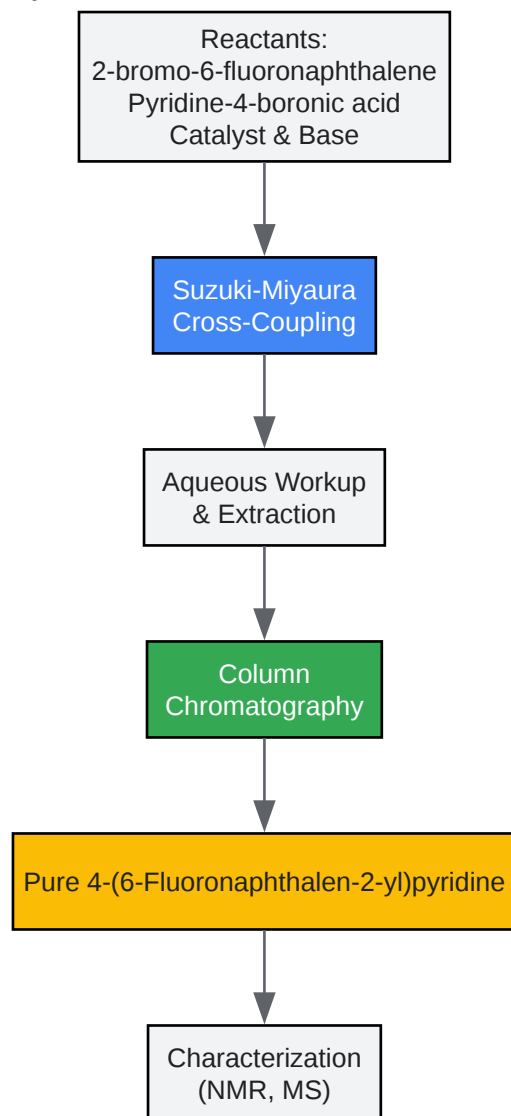 Reactants:
2-bromo-6-fluoronaphthalene
Pyridine-4-boronic acid
Catalyst & Base
Suzuki-Miyaura
Cross-Coupling
Aqueous Workup
& Extraction
Column
Chromatography
Pure 4-(6-Fluoronaphthalen-2-yl)pyridine
Characterization
(NMR, MS)